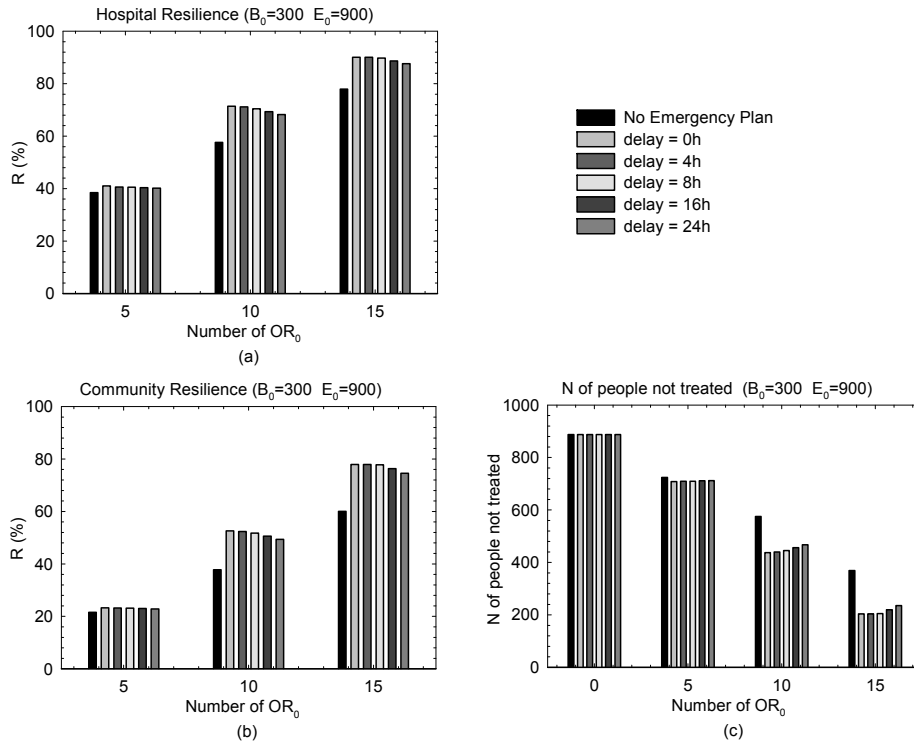 Hospital Resilience (B₀=300 E₀=900)
100
80
60
40
20
0
R (%)
5 10 15
Number of OR₀
(a)
No Emergency Plan
delay = 0h
delay = 4h
delay = 8h
delay = 16h
delay = 24h
Community Resilience (B₀=300 E₀=900)
100
80
60
40
20
0
R (%)
5 10 15
Number of OR₀
(b)
N of people not treated (B₀=300 E₀=900)
1000
800
600
400
200
0
N of people not treated
0 5 10 15
Number of OR₀
(c)